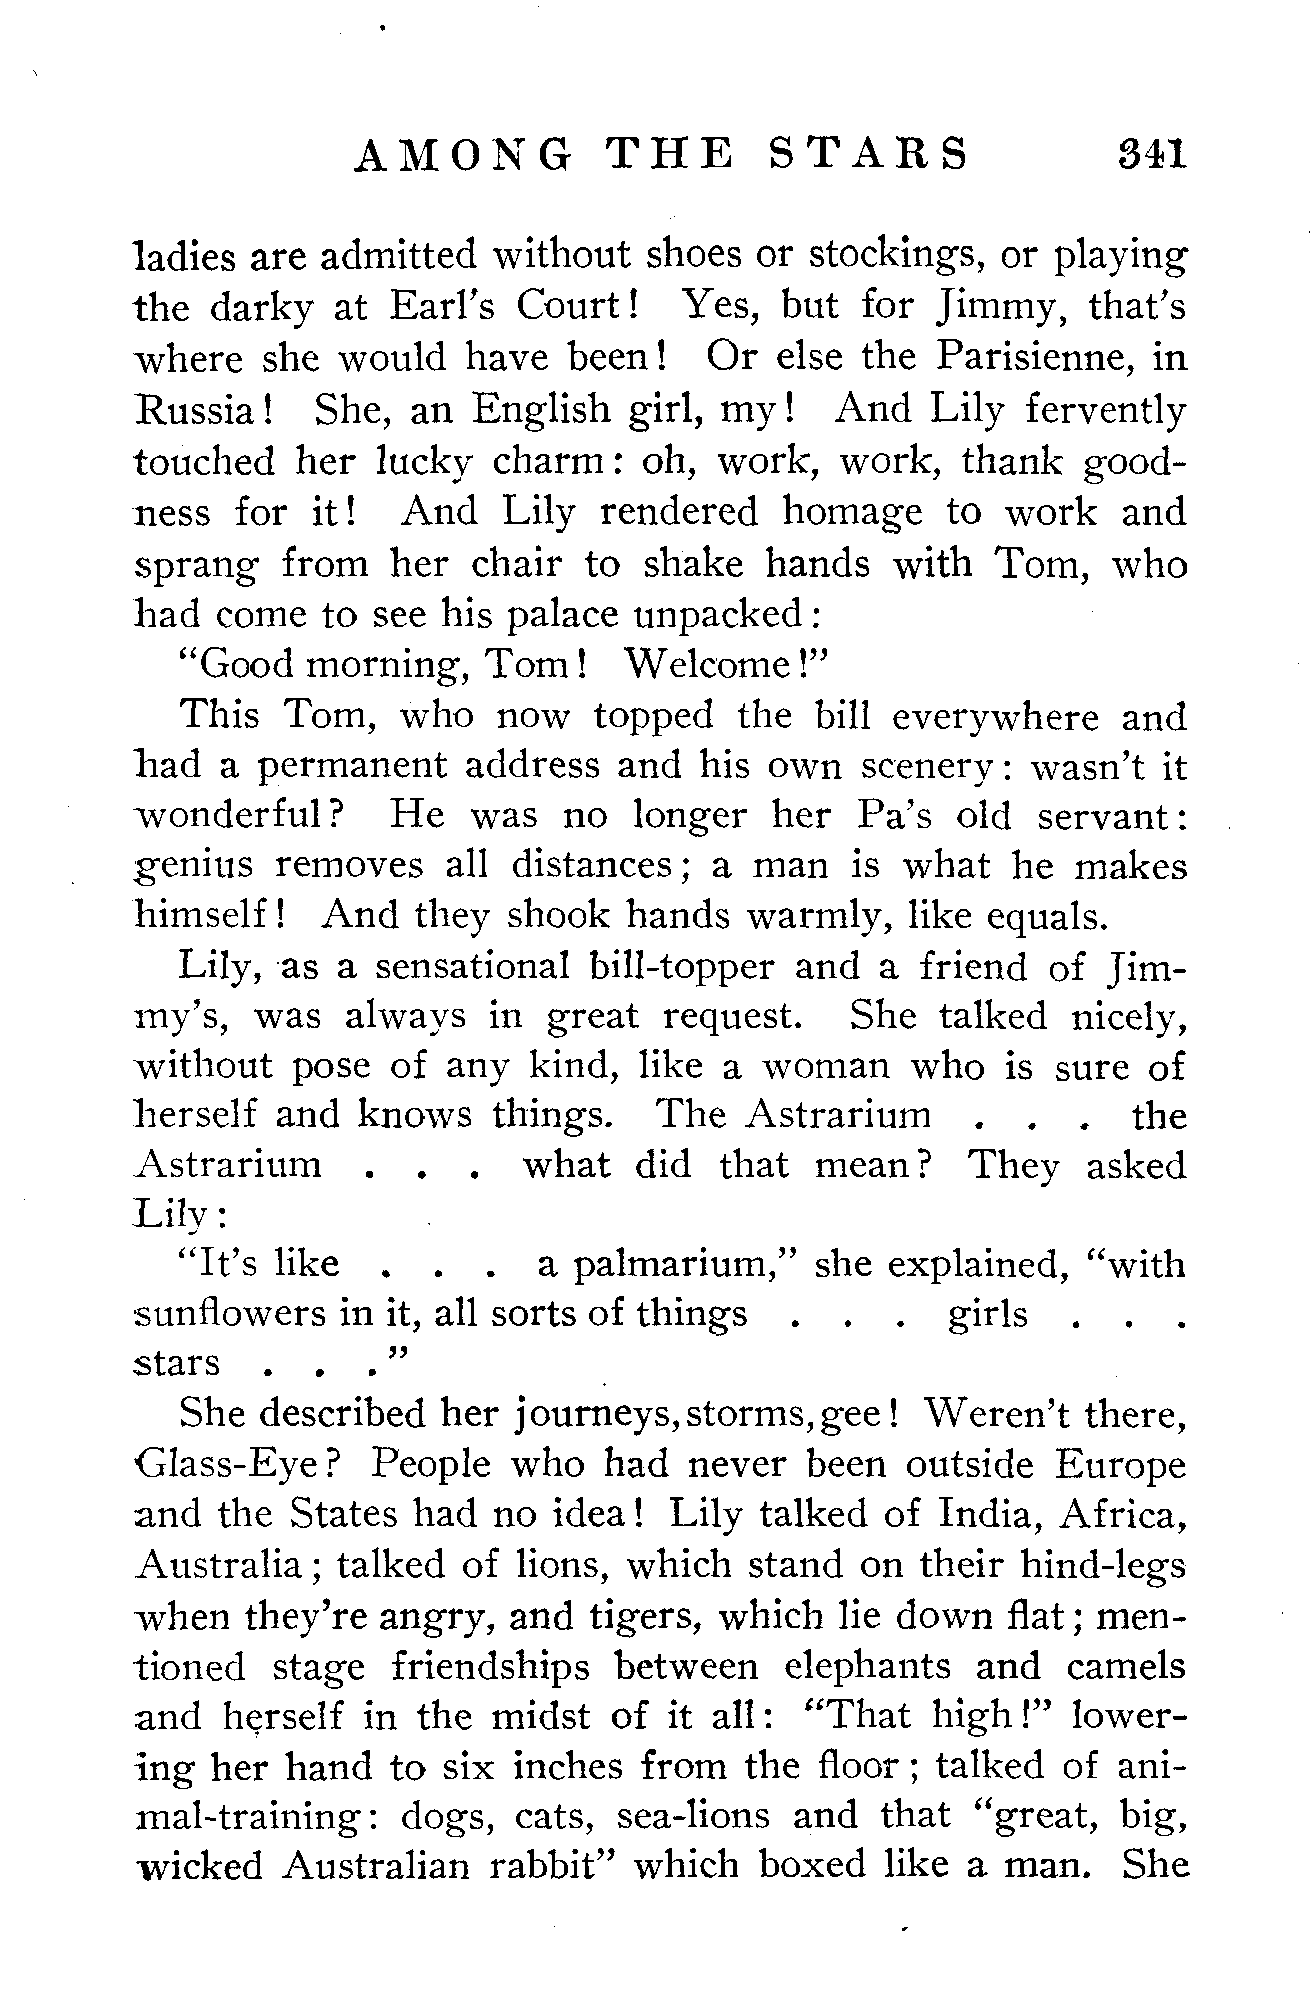 AMONG THE STARS 341
ladies are admitted without shoes or stockings, or playing
the darky at Earl's Court! Yes, but for Jimmy, that's
where she would have been! Or else the Parisienne, in
Russia! She, an English girl, my! And Lily fervently
touched her lucky charm: oh, work, work, thank good-
ness for it! And Lily rendered homage to work and
sprang from her chair to shake hands with Tom, who
had come to see his palace unpacked:
"Good morning, Tom! Welcome!"
This Tom, who now topped the bill everywhere and
had a permanent address and his own scenery: wasn't it
wonderful? He was no longer her Pa's old servant:
genius removes all distances; a man is what he makes
himself! And they shook hands warmly, like equals.
Lily, as a sensational bill-topper and a friend of Jim-
my's, was always in great request. She talked nicely,
without pose of any kind, like a woman who is sure of
herself and knows things. The Astrarium . . . the
Astrarium . . . what did that mean? They asked
Lily:
"It's like . . . a palmarium," she explained, "with
sunflowers in it, all sorts of things . . . girls . . .
stars . . ."
She described her journeys, storms, gee! Weren't there,
Glass-Eye? People who had never been outside Europe
and the States had no idea! Lily talked of India, Africa,
Australia; talked of lions, which stand on their hind-legs
when they're angry, and tigers, which lie down flat; men-
tioned stage friendships between elephants and camels
and herself in the midst of it all: "That high!" lower-
ing her hand to six inches from the floor; talked of ani-
mal-training: dogs, cats, sea-lions and that "great, big,
wicked Australian rabbit" which boxed like a man. She